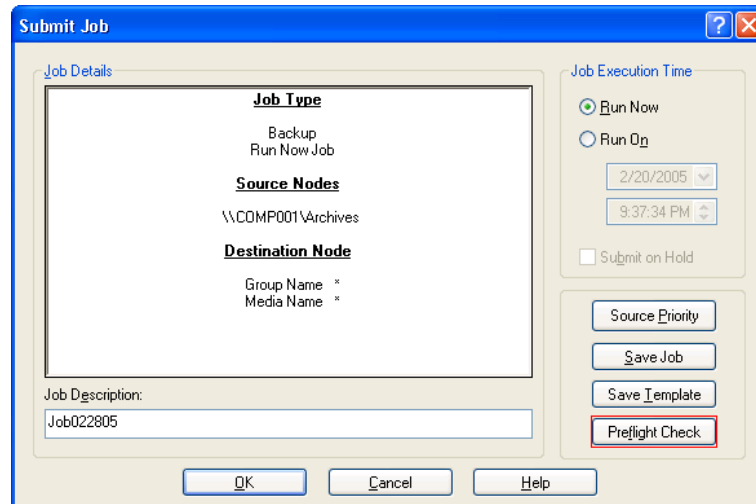 Submit Job
Job Details
Job Type
Backup
Run Now Job
Source Nodes
\\COMP001\Archives
Destination Node
Group Name *
Media Name *
Job Description:
Job022805
Job Execution Time
Run Now
Run On
2/20/2005
9:37:34 PM
Submit on Hold
Source Priority
Save Job
Save Template
Preflight Check
OK
Cancel
Help